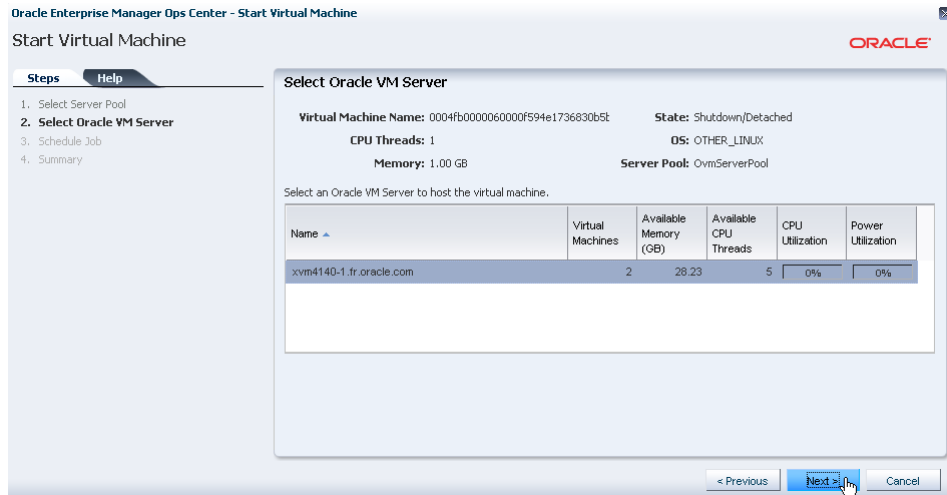 Oracle Enterprise Manager Ops Center - Start Virtual Machine
Start Virtual Machine
ORACLE
Steps Help
1. Select Server Pool
2. Select Oracle VM Server
3. Schedule Job
4. Summary
Select Oracle VM Server
Virtual Machine Name: 0004fb0000060000f594e1736830b5b State: Shutdown/Detached
CPU Threads: 1 OS: OTHER_LINUX
Memory: 1.00 GB Server Pool: OvmServerPool
Select an Oracle VM Server to host the virtual machine.
Name Virtual Machines Available Memory (GB) Available CPU Threads CPU Utilization Power Utilization
xvm4140-1.fr.oracle.com 2 28.23 5 0% 0%
< Previous Next > Cancel